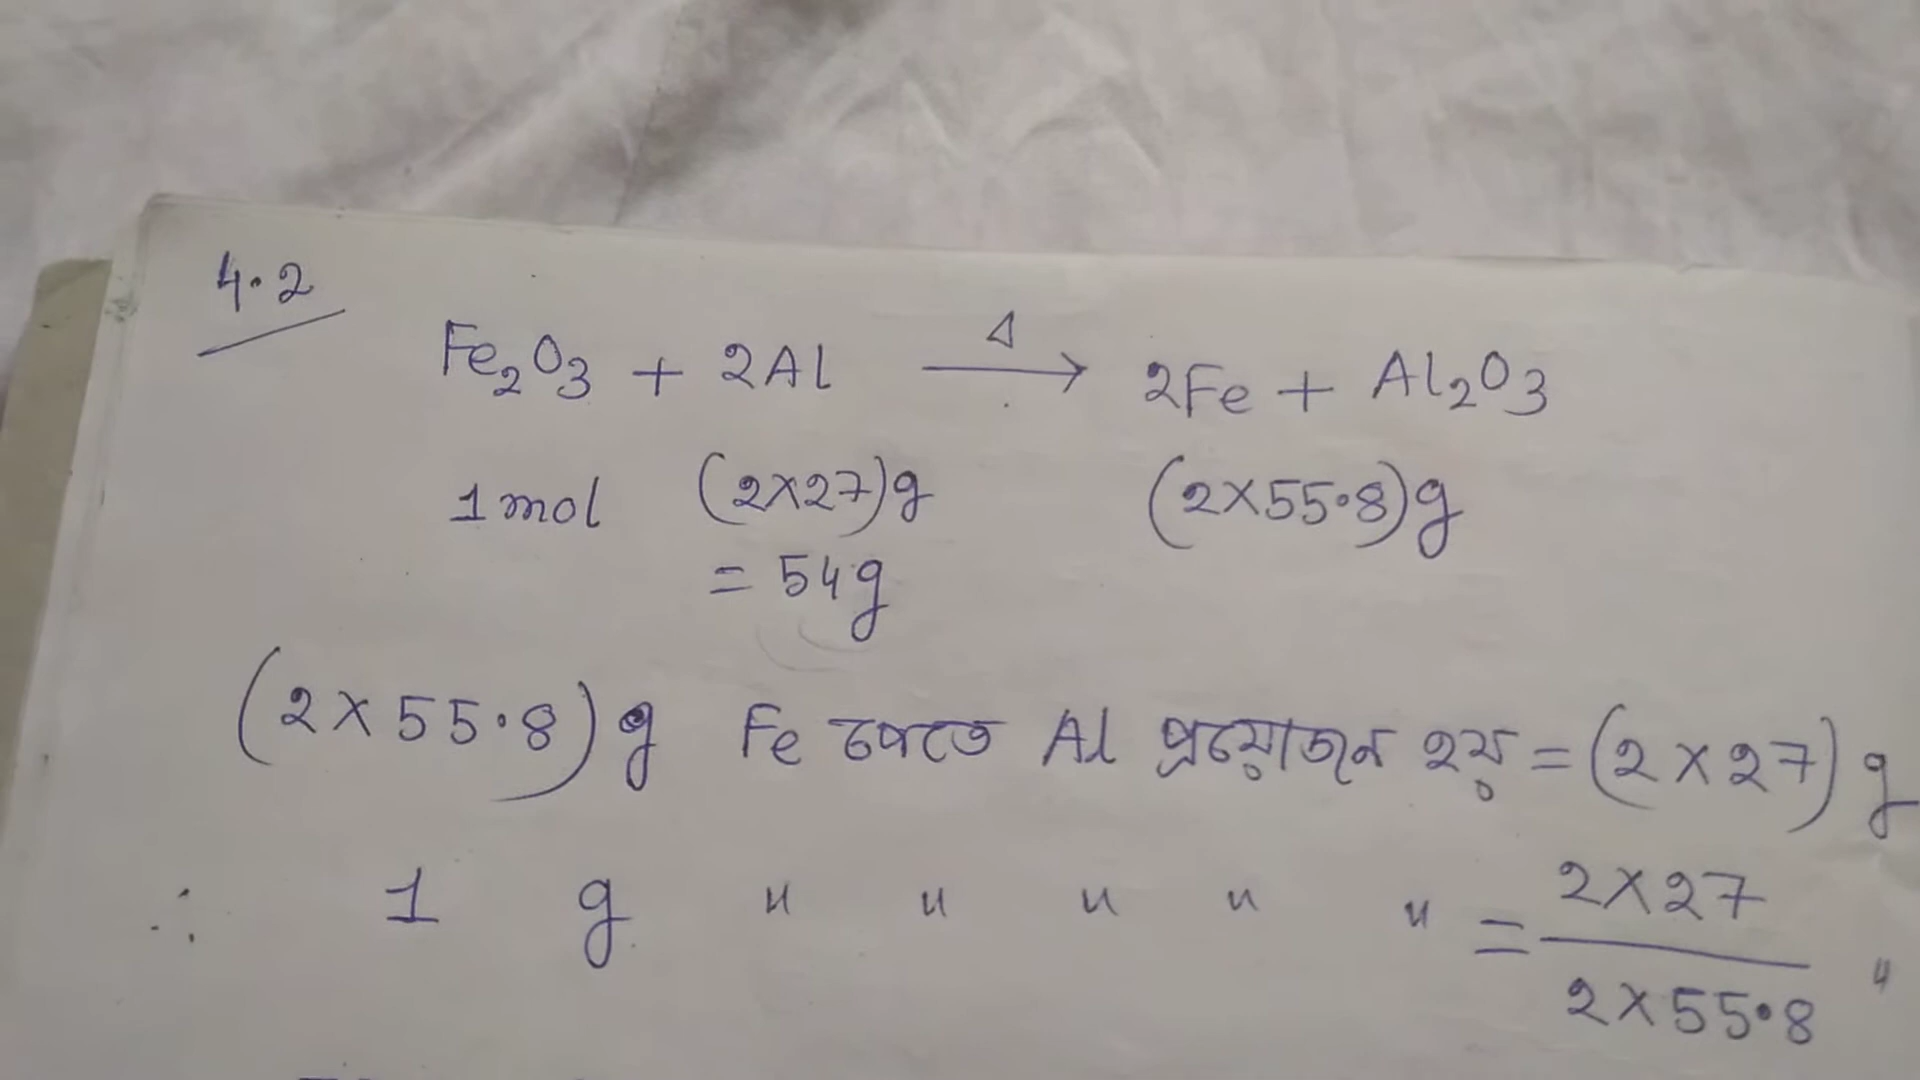 4.2
Fe₂O₃ + 2Al —Δ→ 2Fe + Al₂O₃
1 mol (2×27)g (2×55.8)g
= 54g
(2×55.8) g Fe পেতে Al প্রয়োজন হয় = (2×27) g
∴ 1 g " " " " " = 2×27 / 2×55.8 "